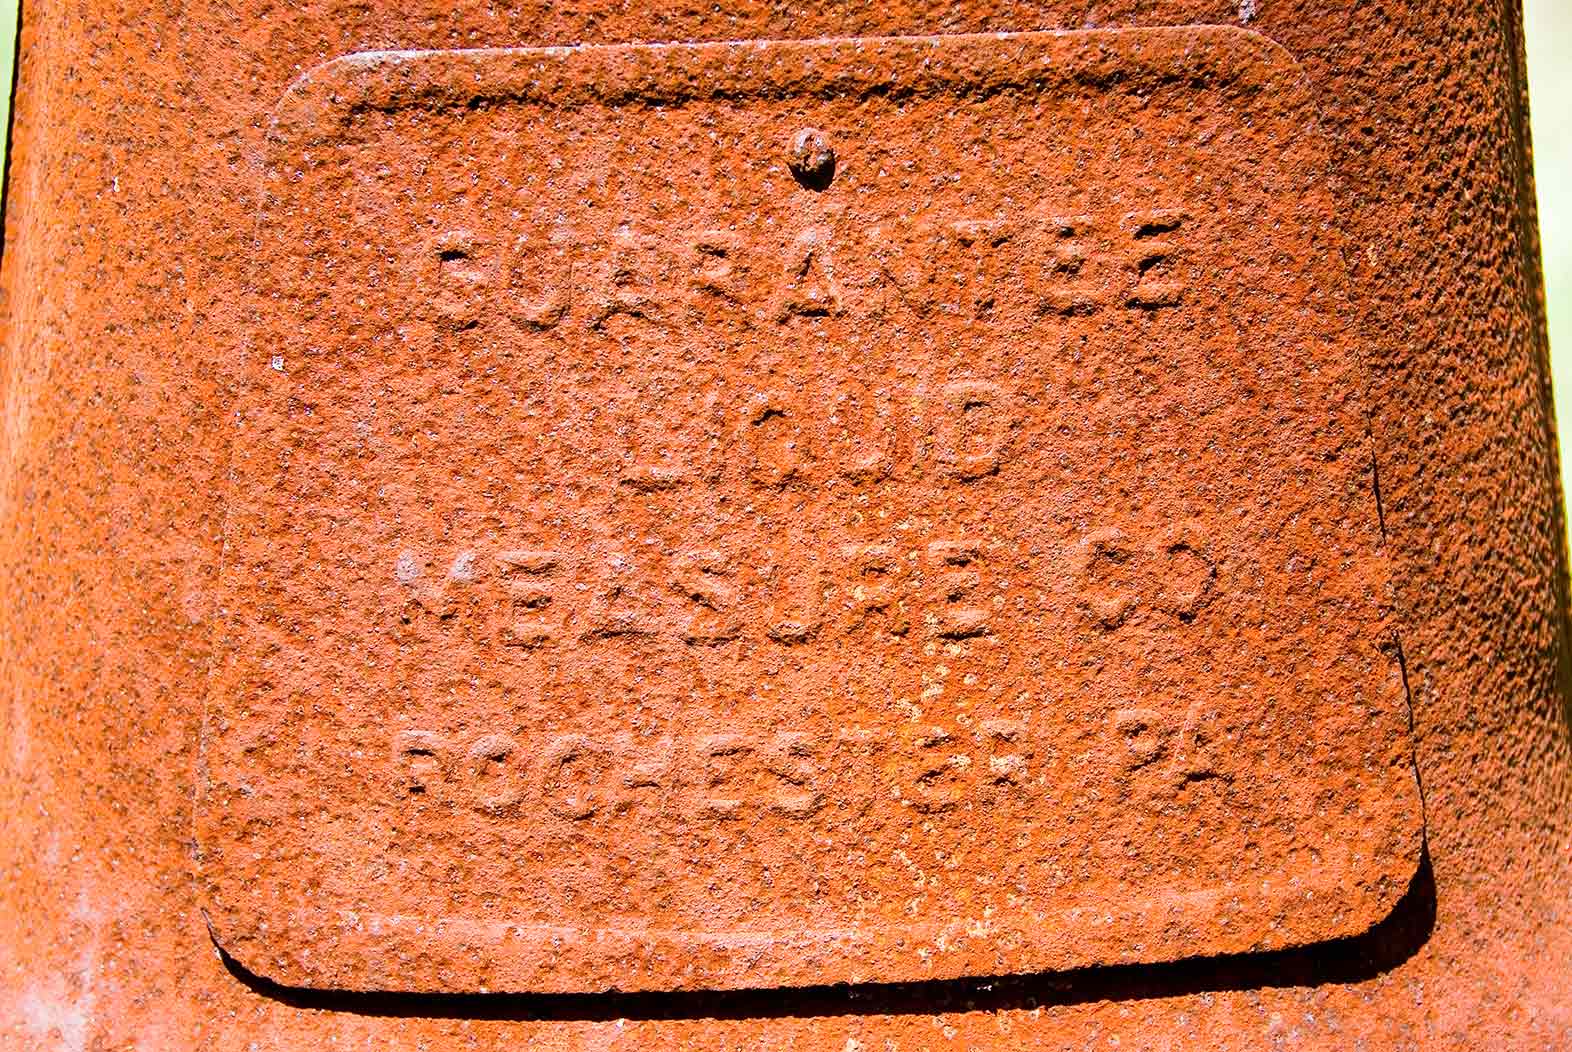 GUARANTEE
LIQUID
MEASURE CO
ROCHESTER PA